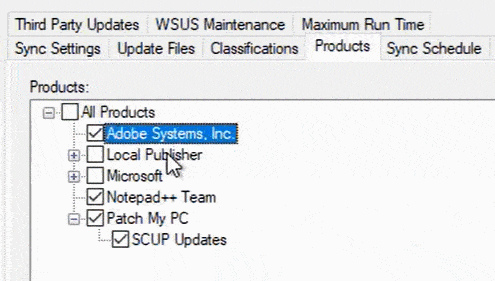 Third Party Updates WSUS Maintenance Maximum Run Time
Sync Settings Update Files Classifications Products Sync Schedule
Products:
All Products
Adobe Systems, Inc.
Local Publisher
Microsoft
Notepad++ Team
Patch My PC
SCUP Updates